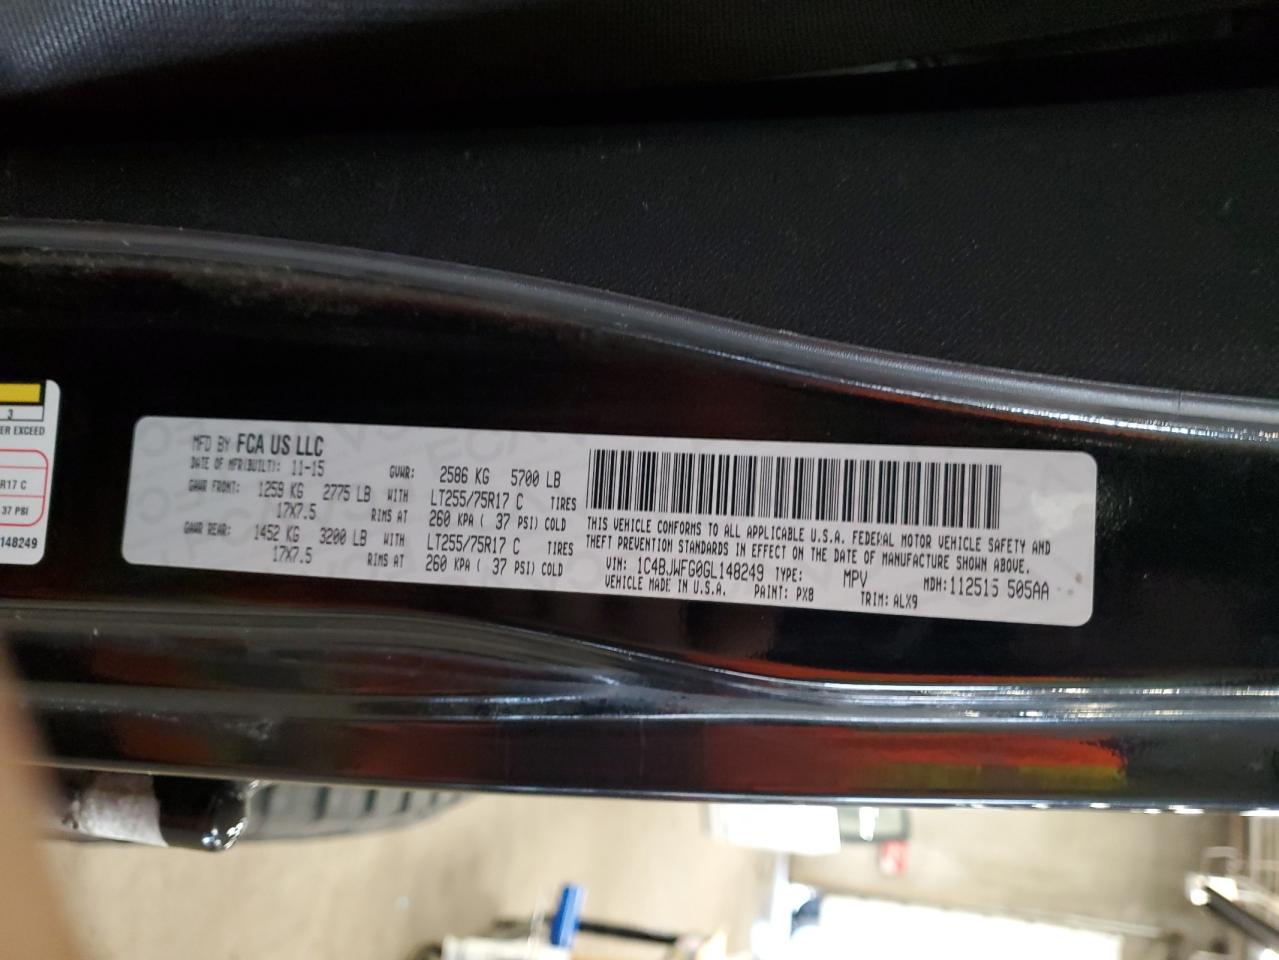 3
ER EXCEED
R17 C
37 PSI
148249
MFD BY FCA US LLC
DATE OF MFR(BUILT): 11-15 GVWR: 2586 KG 5700 LB
GAWR FRONT: 1259 KG 2775 LB WITH LT255/75R17 C TIRES
17X7.5 RIMS AT 260 KPA ( 37 PSI) COLD
GAWR REAR: 1452 KG 3200 LB WITH LT255/75R17 C TIRES
17X7.5 RIMS AT 260 KPA ( 37 PSI) COLD
THIS VEHICLE CONFORMS TO ALL APPLICABLE U.S.A. FEDERAL MOTOR VEHICLE SAFETY AND
THEFT PREVENTION STANDARDS IN EFFECT ON THE DATE OF MANUFACTURE SHOWN ABOVE.
VIN: 1C4BJWFG0GL148249 TYPE: MPV MDH: 112515 505AA
VEHICLE MADE IN U.S.A. PAINT: PX8 TRIM: ALX9